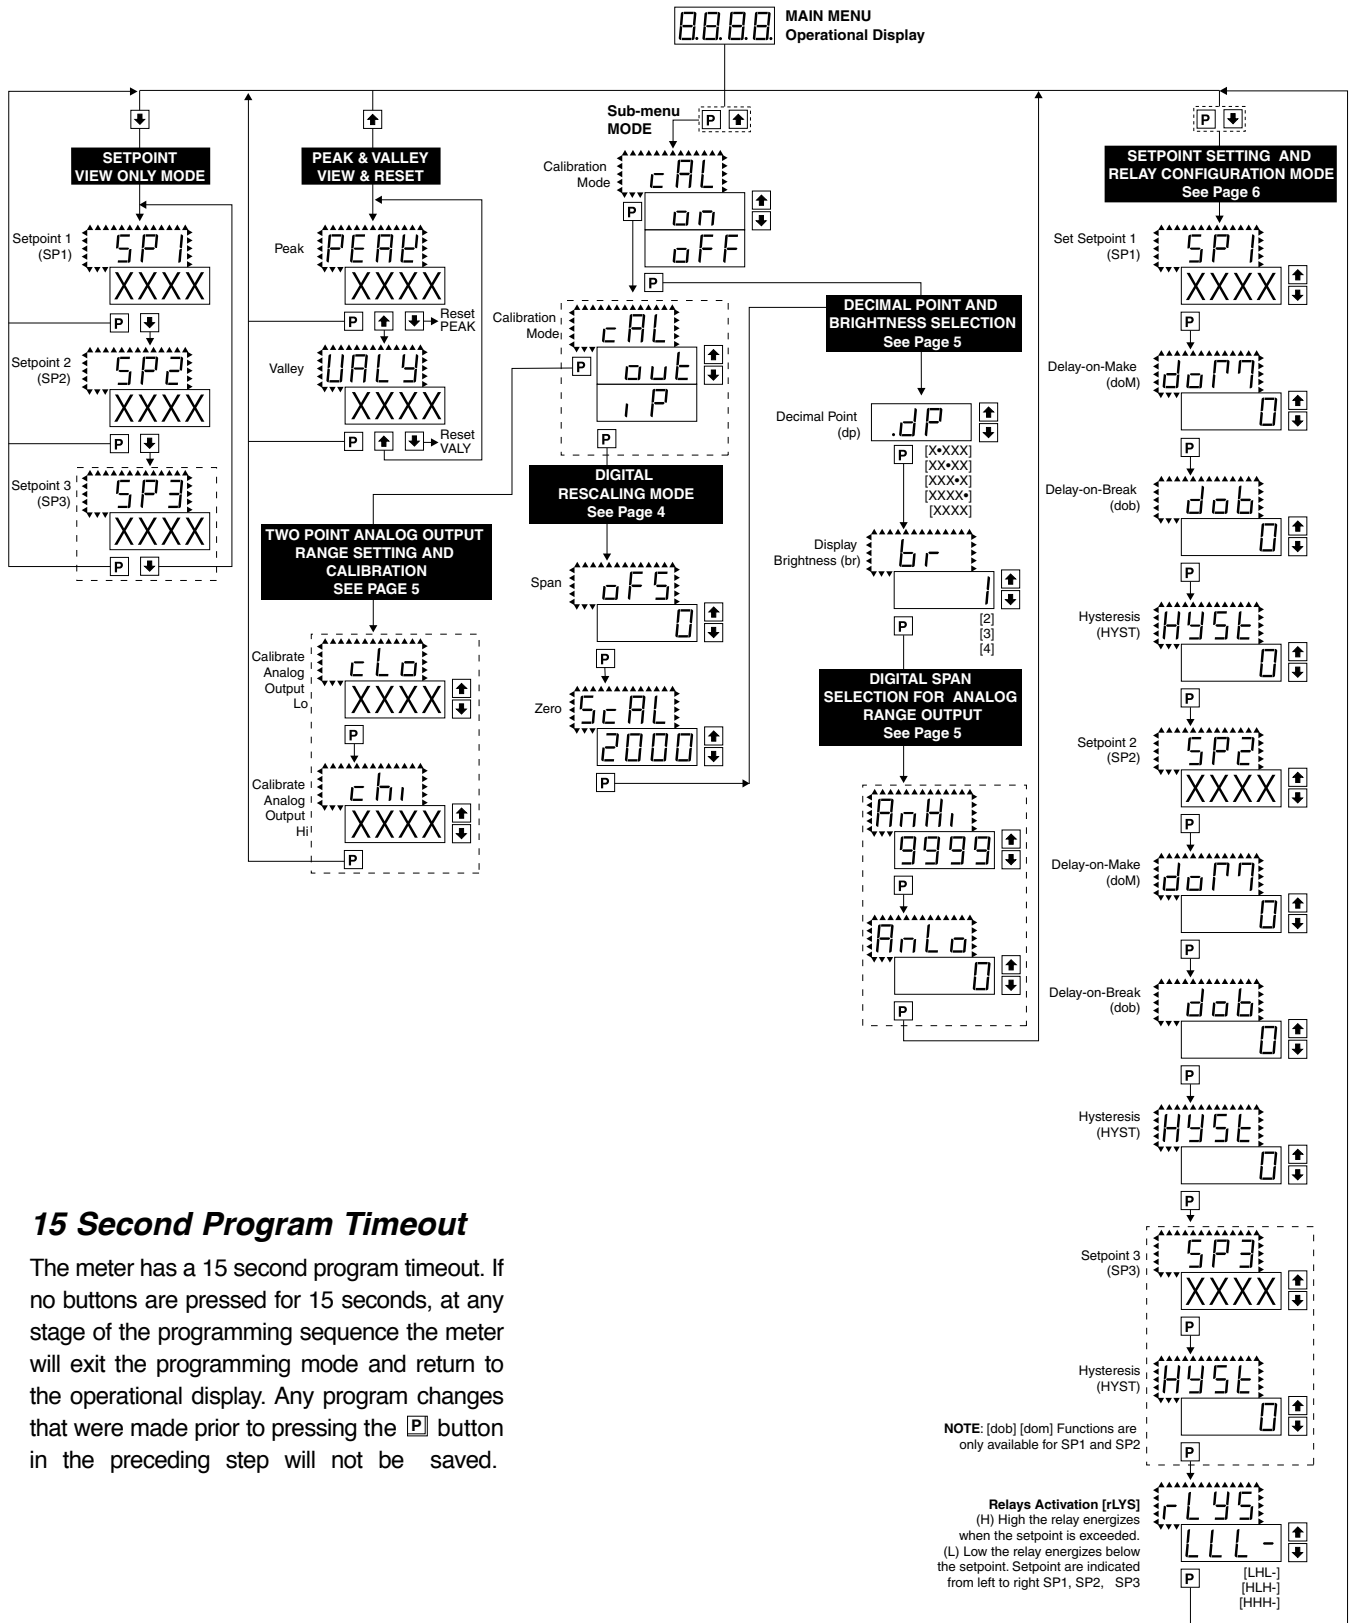 8.8.8.8.
MAIN MENU
Operational Display
SETPOINT
VIEW ONLY MODE
Setpoint 1
(SP1)
SP1
XXXX
P
Setpoint 2
(SP2)
SP2
XXXX
P
Setpoint 3
(SP3)
SP3
XXXX
P
PEAK & VALLEY
VIEW & RESET
Peak
PEAK
XXXX
P
Reset
PEAK
Valley
VALY
XXXX
P
Reset
VALY
Sub-menu
MODE
P
Calibration
Mode
cAL
P
on
oFF
P
Calibration
Mode
cAL
P
out
iP
P
TWO POINT ANALOG OUTPUT
RANGE SETTING AND
CALIBRATION
SEE PAGE 5
Calibrate
Analog
Output
Lo
cLo
XXXX
P
Calibrate
Analog
Output
Hi
chi
XXXX
P
DIGITAL
RESCALING MODE
See Page 4
Span
oFS
0
P
Zero
ScAL
2000
P
DECIMAL POINT AND
BRIGHTNESS SELECTION
See Page 5
Decimal Point
(dp)
.dP
P
[X•XXX]
[XX•XX]
[XXX•X]
[XXXX•]
[XXXX]
Display
Brightness (br)
br
1
P
[2]
[3]
[4]
DIGITAL SPAN
SELECTION FOR ANALOG
RANGE OUTPUT
See Page 5
AnHi
9999
P
AnLo
0
P
P
SETPOINT SETTING AND
RELAY CONFIGURATION MODE
See Page 6
Set Setpoint 1
(SP1)
SP1
XXXX
P
Delay-on-Make
(doM)
doM
0
P
Delay-on-Break
(dob)
dob
0
P
Hysteresis
(HYST)
HYSt
0
P
Setpoint 2
(SP2)
SP2
XXXX
P
Delay-on-Make
(doM)
doM
0
P
Delay-on-Break
(dob)
dob
0
P
Hysteresis
(HYST)
HYSt
0
P
Setpoint 3
(SP3)
SP3
XXXX
P
Hysteresis
(HYST)
HYSt
0
P
NOTE: [dob] [dom] Functions are
only available for SP1 and SP2
Relays Activation [rLYS]
(H) High the relay energizes
when the setpoint is exceeded.
(L) Low the relay energizes below
the setpoint. Setpoint are indicated
from left to right SP1, SP2, SP3
rLYS
LLL-
P
[LHL-]
[HLH-]
[HHH-]
15 Second Program Timeout
The meter has a 15 second program timeout. If
no buttons are pressed for 15 seconds, at any
stage of the programming sequence the meter
will exit the programming mode and return to
the operational display. Any program changes
that were made prior to pressing the P button
in the preceding step will not be saved.